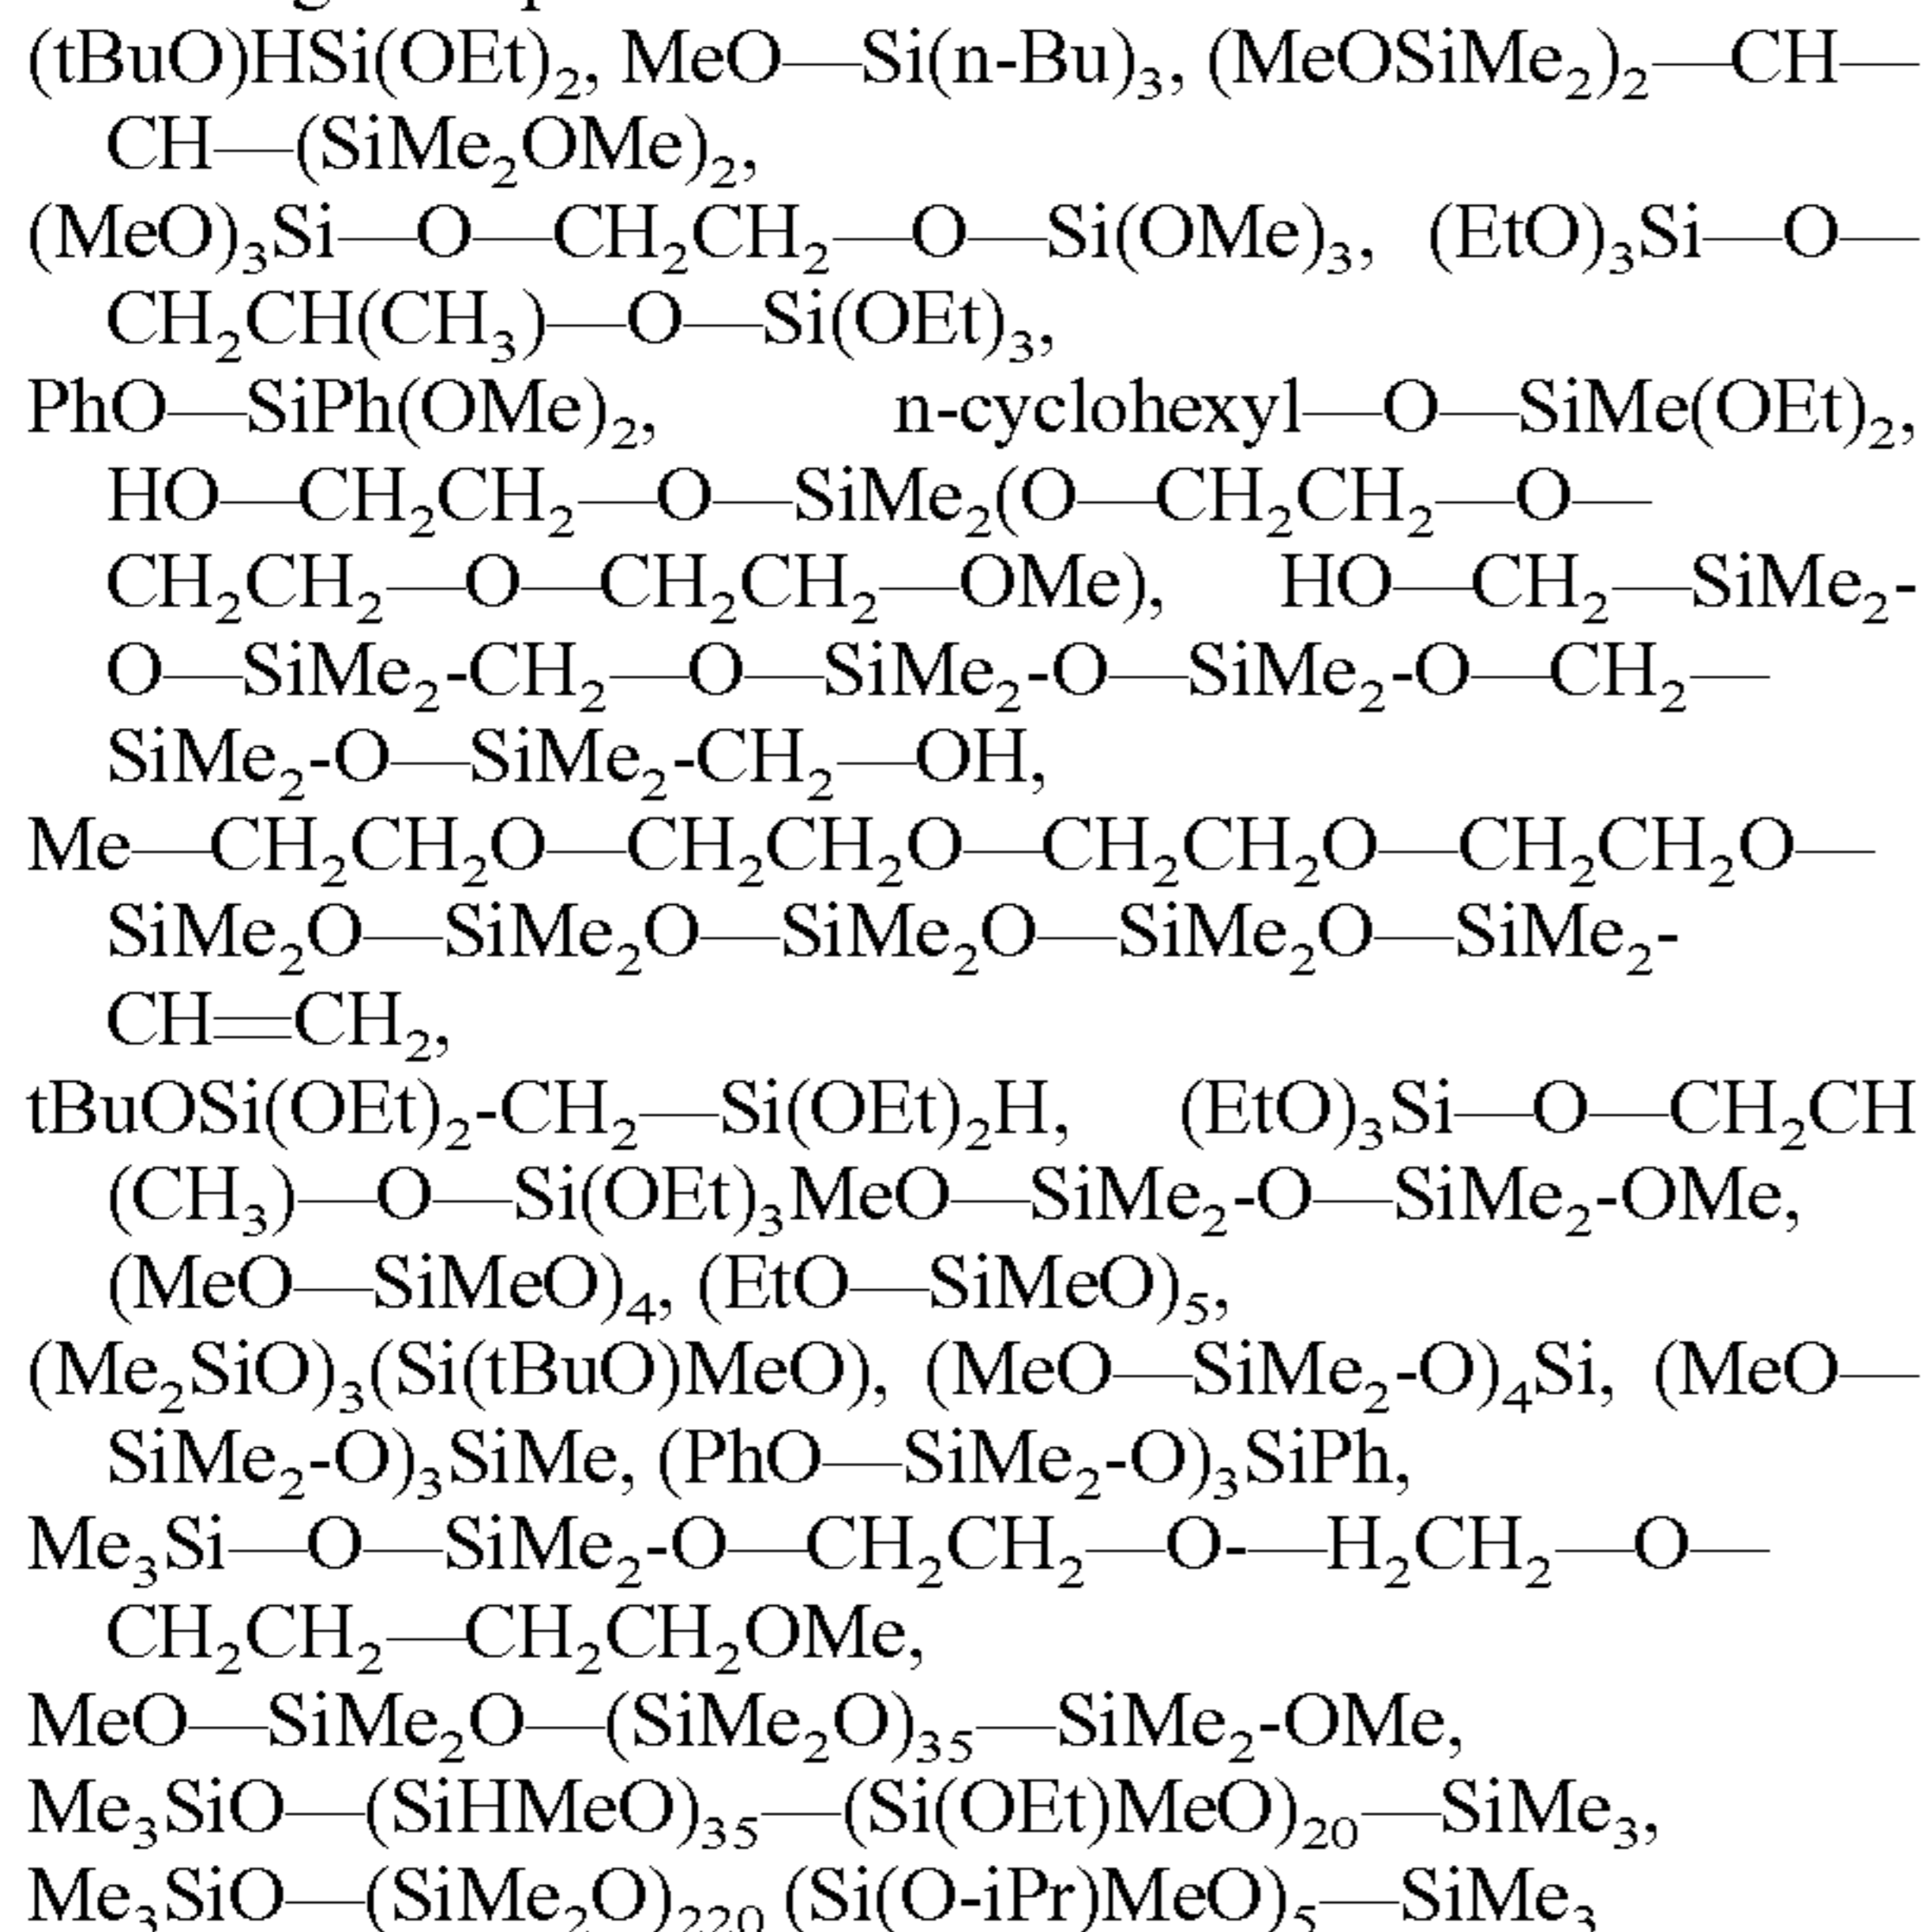 (tBuO)HSi(OEt)₂, MeO—Si(n-Bu)₃, (MeOSiMe₂)₂—CH—
CH—(SiMe₂OMe)₂,
(MeO)₃Si—O—CH₂CH₂—O—Si(OMe)₃, (EtO)₃Si—O—
CH₂CH(CH₃)—O—Si(OEt)₃,
PhO—SiPh(OMe)₂, n-cyclohexyl—O—SiMe(OEt)₂,
HO—CH₂CH₂—O—SiMe₂(O—CH₂CH₂—O—
CH₂CH₂—O—CH₂CH₂—OMe), HO—CH₂—SiMe₂-
O—SiMe₂-CH₂—O—SiMe₂-O—SiMe₂-O—CH₂—
SiMe₂-O—SiMe₂-CH₂—OH,
Me—CH₂CH₂O—CH₂CH₂O—CH₂CH₂O—CH₂CH₂O—
SiMe₂O—SiMe₂O—SiMe₂O—SiMe₂O—SiMe₂-
CH=CH₂,
tBuOSi(OEt)₂-CH₂—Si(OEt)₂H, (EtO)₃Si—O—CH₂CH
(CH₃)—O—Si(OEt)₃MeO—SiMe₂-O—SiMe₂-OMe,
(MeO—SiMeO)₄, (EtO—SiMeO)₅,
(Me₂SiO)₃(Si(tBuO)MeO), (MeO—SiMe₂-O)₄Si, (MeO—
SiMe₂-O)₃SiMe, (PhO—SiMe₂-O)₃SiPh,
Me₃Si—O—SiMe₂-O—CH₂CH₂—O-—H₂CH₂—O—
CH₂CH₂—CH₂CH₂OMe,
MeO—SiMe₂O—(SiMe₂O)₃₅—SiMe₂-OMe,
Me₃SiO—(SiHMeO)₃₅—(Si(OEt)MeO)₂₀—SiMe₃,
Me₃SiO—(SiMe₂O)₂₂₀ (Si(O-iPr)MeO)₅—SiMe₃